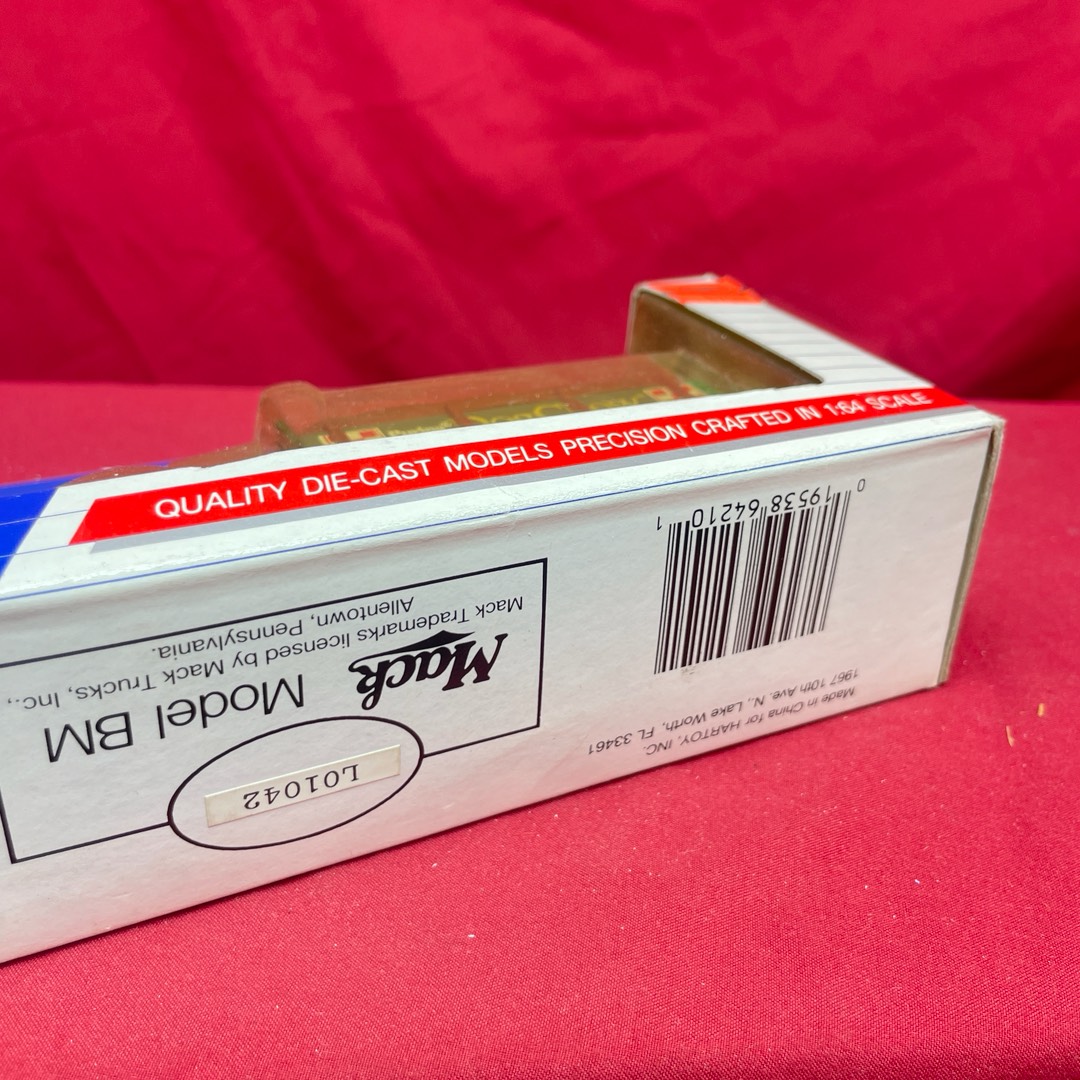 QUALITY DIE-CAST MODELS PRECISION CRAFTED IN 1:64 SCALE
L01042
Model BM
Mack
Mack Trademarks licensed by Mack Trucks, Inc.,
Allentown, Pennsylvania.
Made in China for HARTOY, INC.
1967 10th Ave. N., Lake Worth, FL 33461
0 19538 64210 1